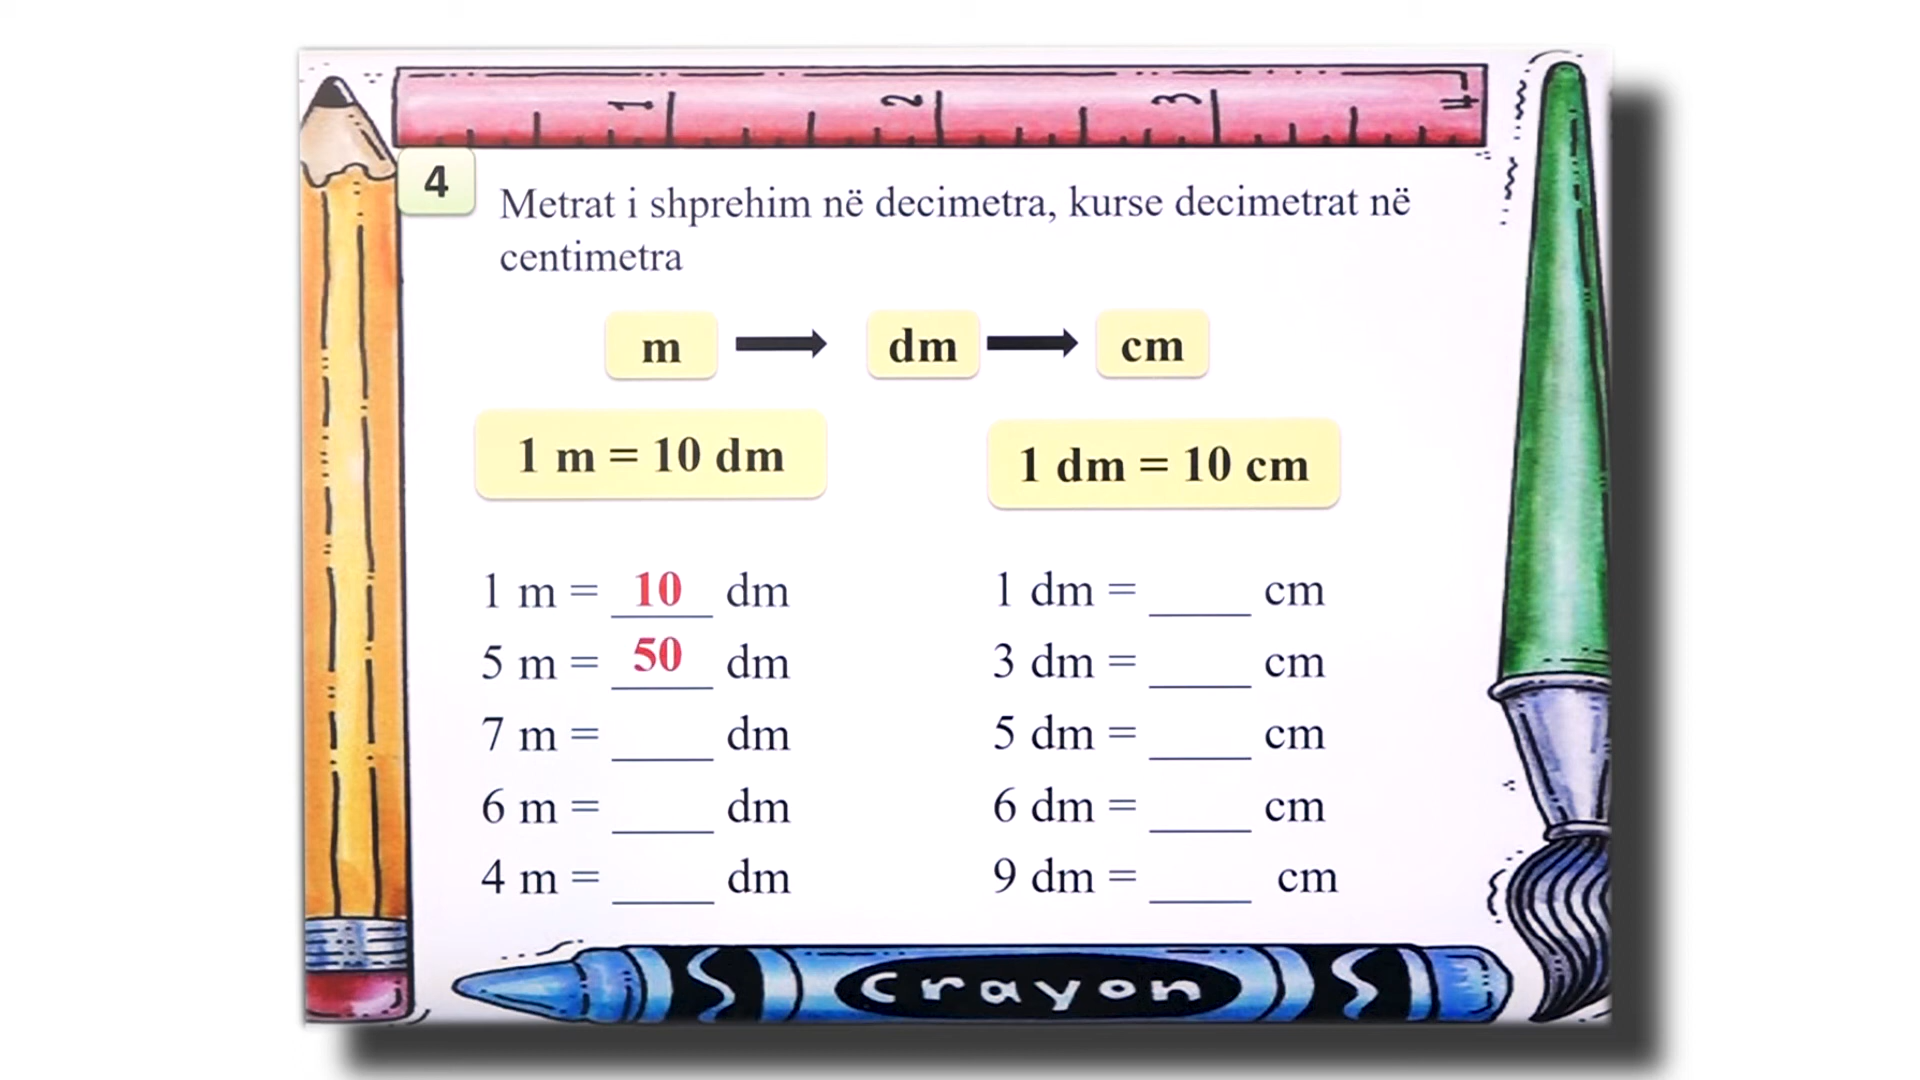 1 2 3 4
4
Metrat i shprehim në decimetra, kurse decimetrat në
centimetra
m → dm → cm
1 m = 10 dm
1 dm = 10 cm
1 m = 10 dm
5 m = 50 dm
7 m = ____ dm
6 m = ____ dm
4 m = ____ dm
1 dm = ____ cm
3 dm = ____ cm
5 dm = ____ cm
6 dm = ____ cm
9 dm = ____ cm
crayon